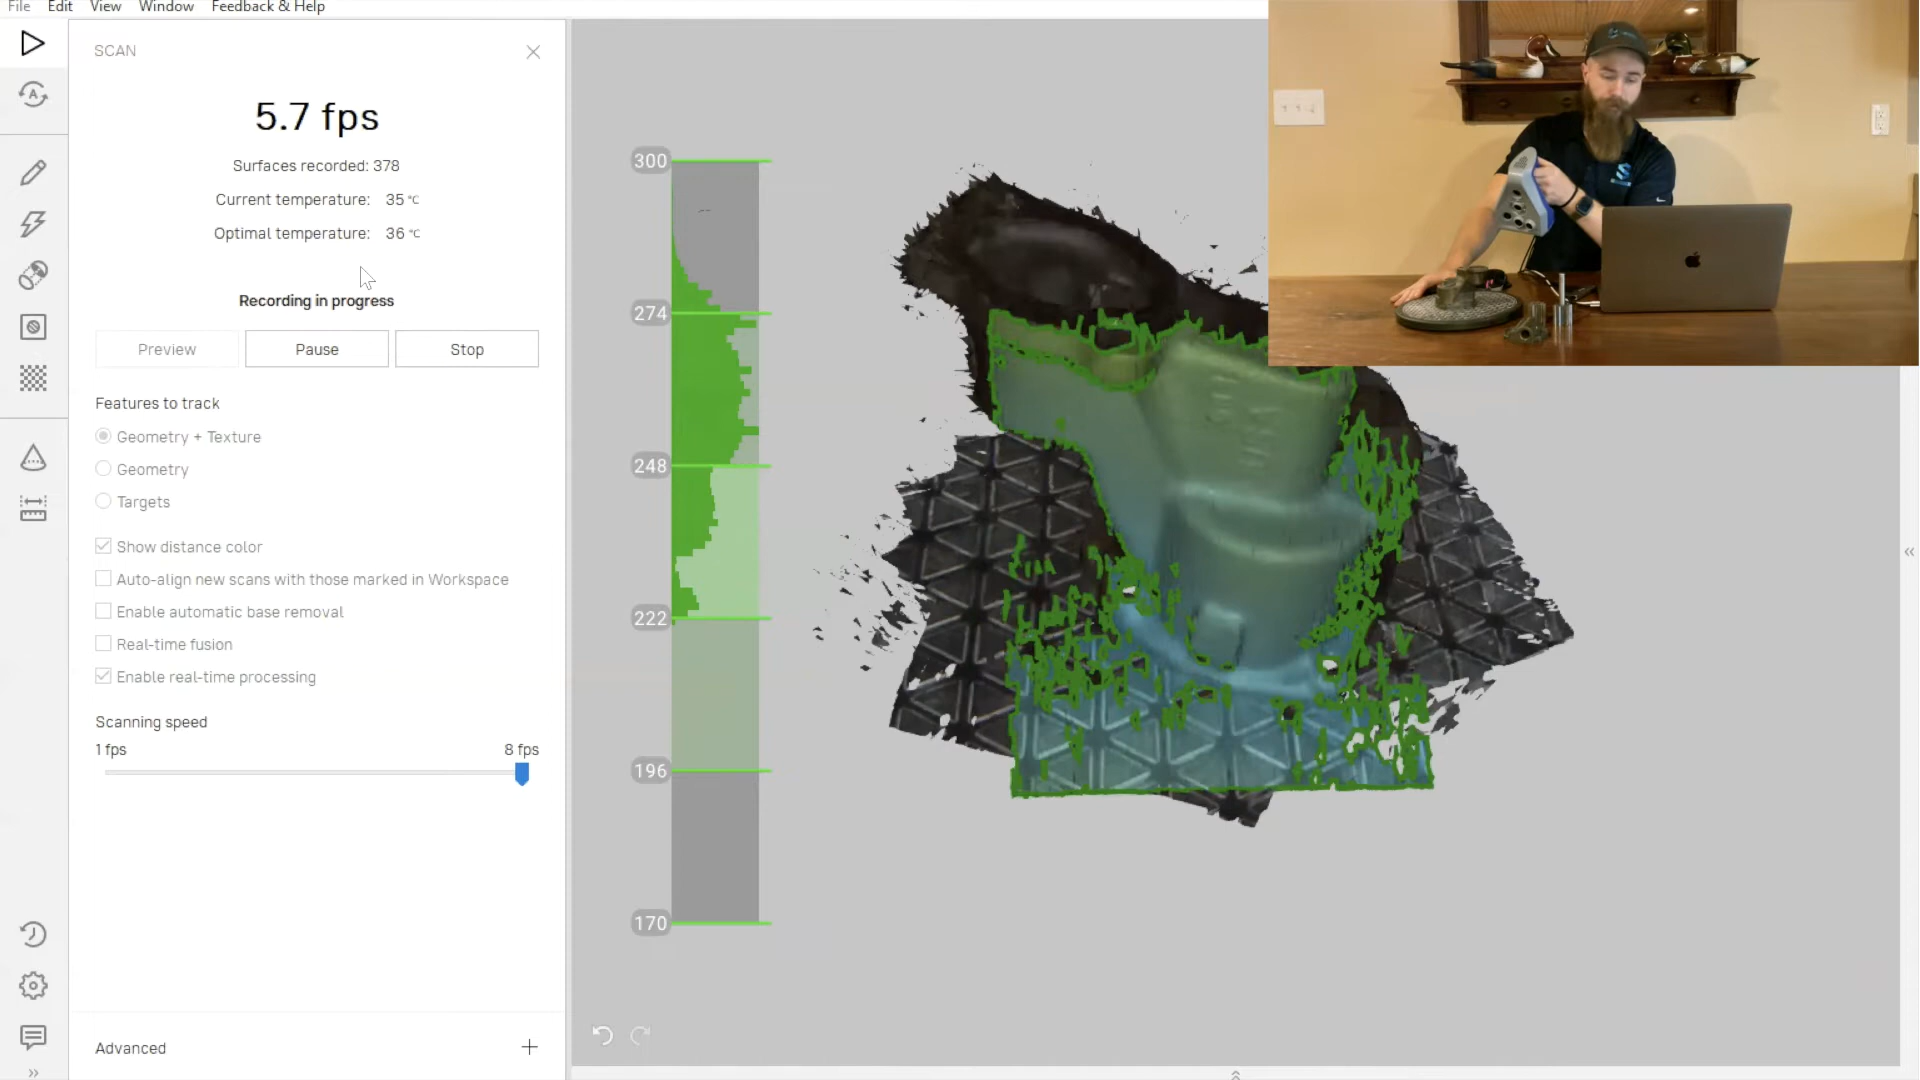 File Edit View Window Feedback & Help
SCAN
5.7 fps
Surfaces recorded: 378
Current temperature: 35 °C
Optimal temperature: 36 °C
Recording in progress
Preview Pause Stop
Features to track
Geometry + Texture
Geometry
Targets
Show distance color
Auto-align new scans with those marked in Workspace
Enable automatic base removal
Real-time fusion
Enable real-time processing
Scanning speed
1 fps 8 fps
Advanced
300
274
248
222
196
170